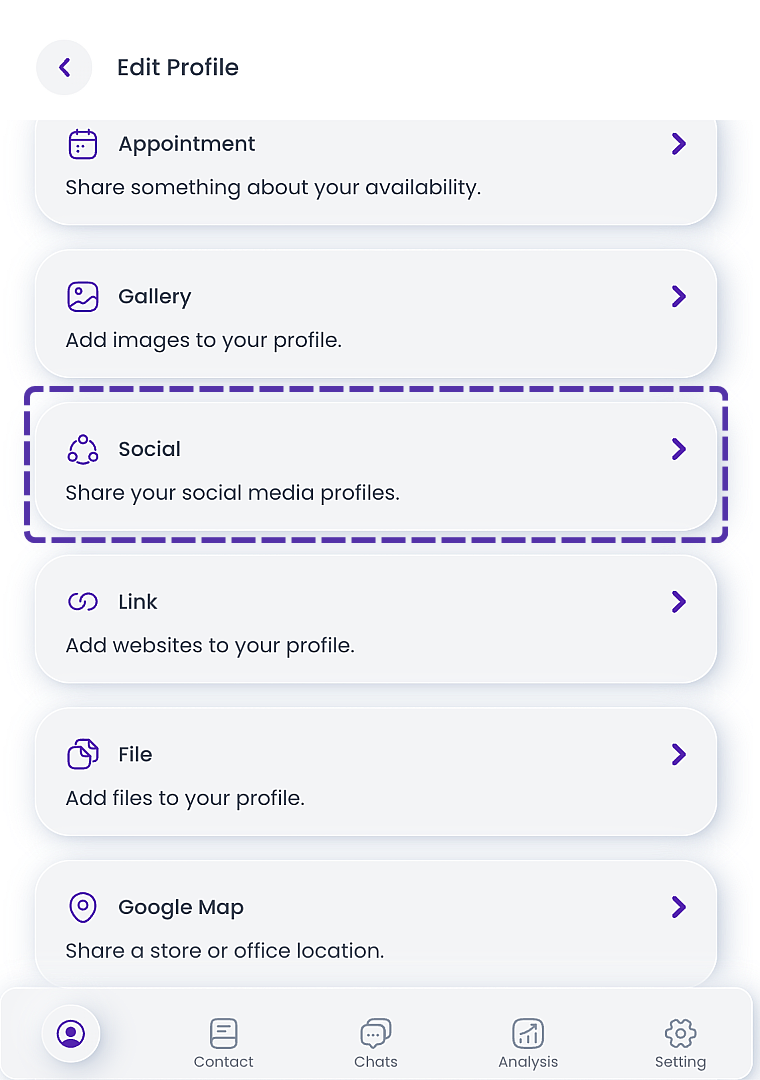 Edit Profile
Appointment
Share something about your availability.
Gallery
Add images to your profile.
Social
Share your social media profiles.
Link
Add websites to your profile.
File
Add files to your profile.
Google Map
Share a store or office location.
Contact
Chats
Analysis
Setting